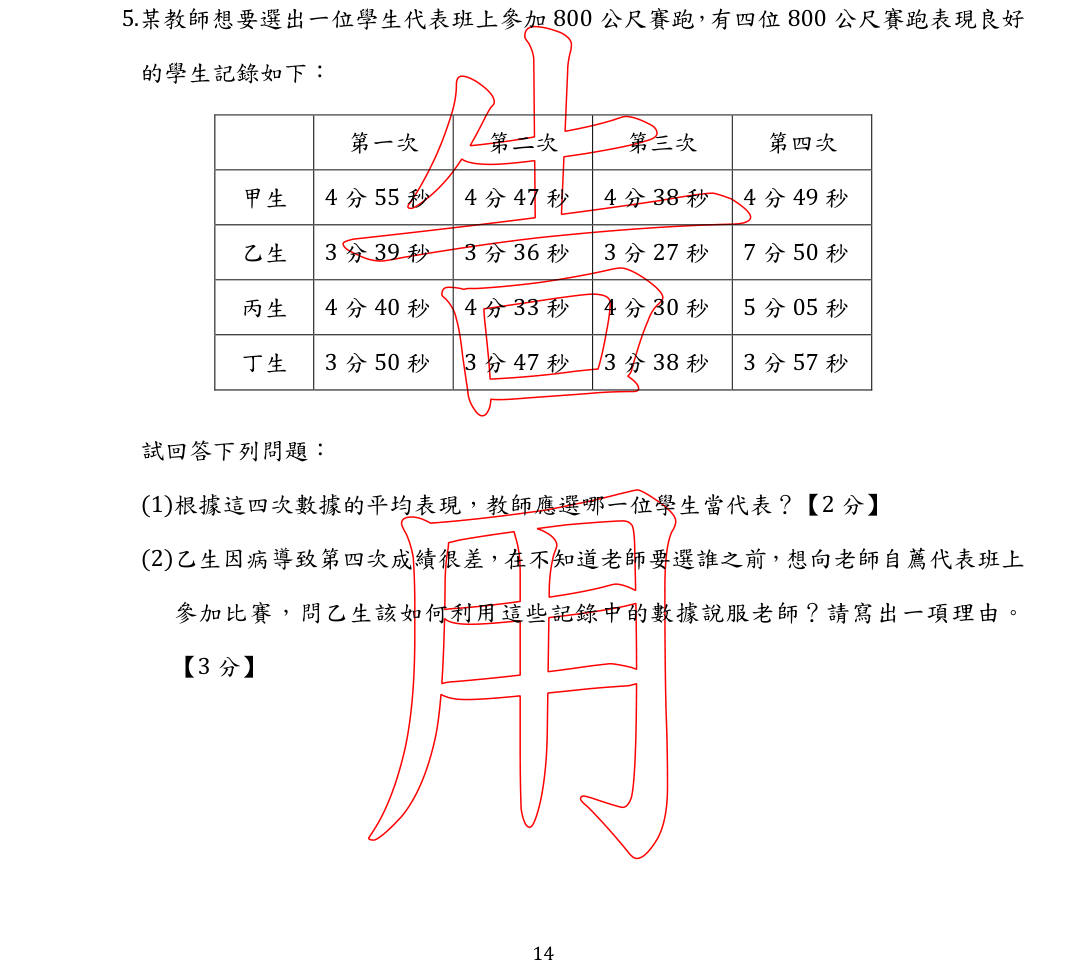 5.某教師想要選出一位學生代表班上參加 800 公尺賽跑，有四位 800 公尺賽跑表現良好
的學生記錄如下：
第一次 第二次 第三次 第四次
甲生 4 分 55 秒 4 分 47 秒 4 分 38 秒 4 分 49 秒
乙生 3 分 39 秒 3 分 36 秒 3 分 27 秒 7 分 50 秒
丙生 4 分 40 秒 4 分 33 秒 4 分 30 秒 5 分 05 秒
丁生 3 分 50 秒 3 分 47 秒 3 分 38 秒 3 分 57 秒
試回答下列問題：
(1)根據這四次數據的平均表現，教師應選哪一位學生當代表？【2 分】
(2)乙生因病導致第四次成績很差，在不知道老師要選誰之前，想向老師自薦代表班上
參加比賽，問乙生該如何利用這些記錄中的數據說服老師？請寫出一項理由。
【3 分】
告
用
14